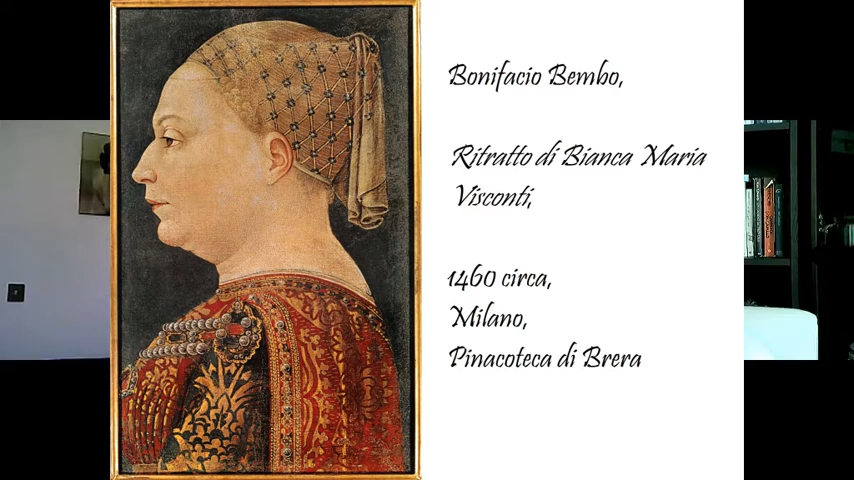 Bonifacio Bembo,
Ritratto di Bianca Maria
Visconti,
1460 circa,
Milano,
Pinacoteca di Brera